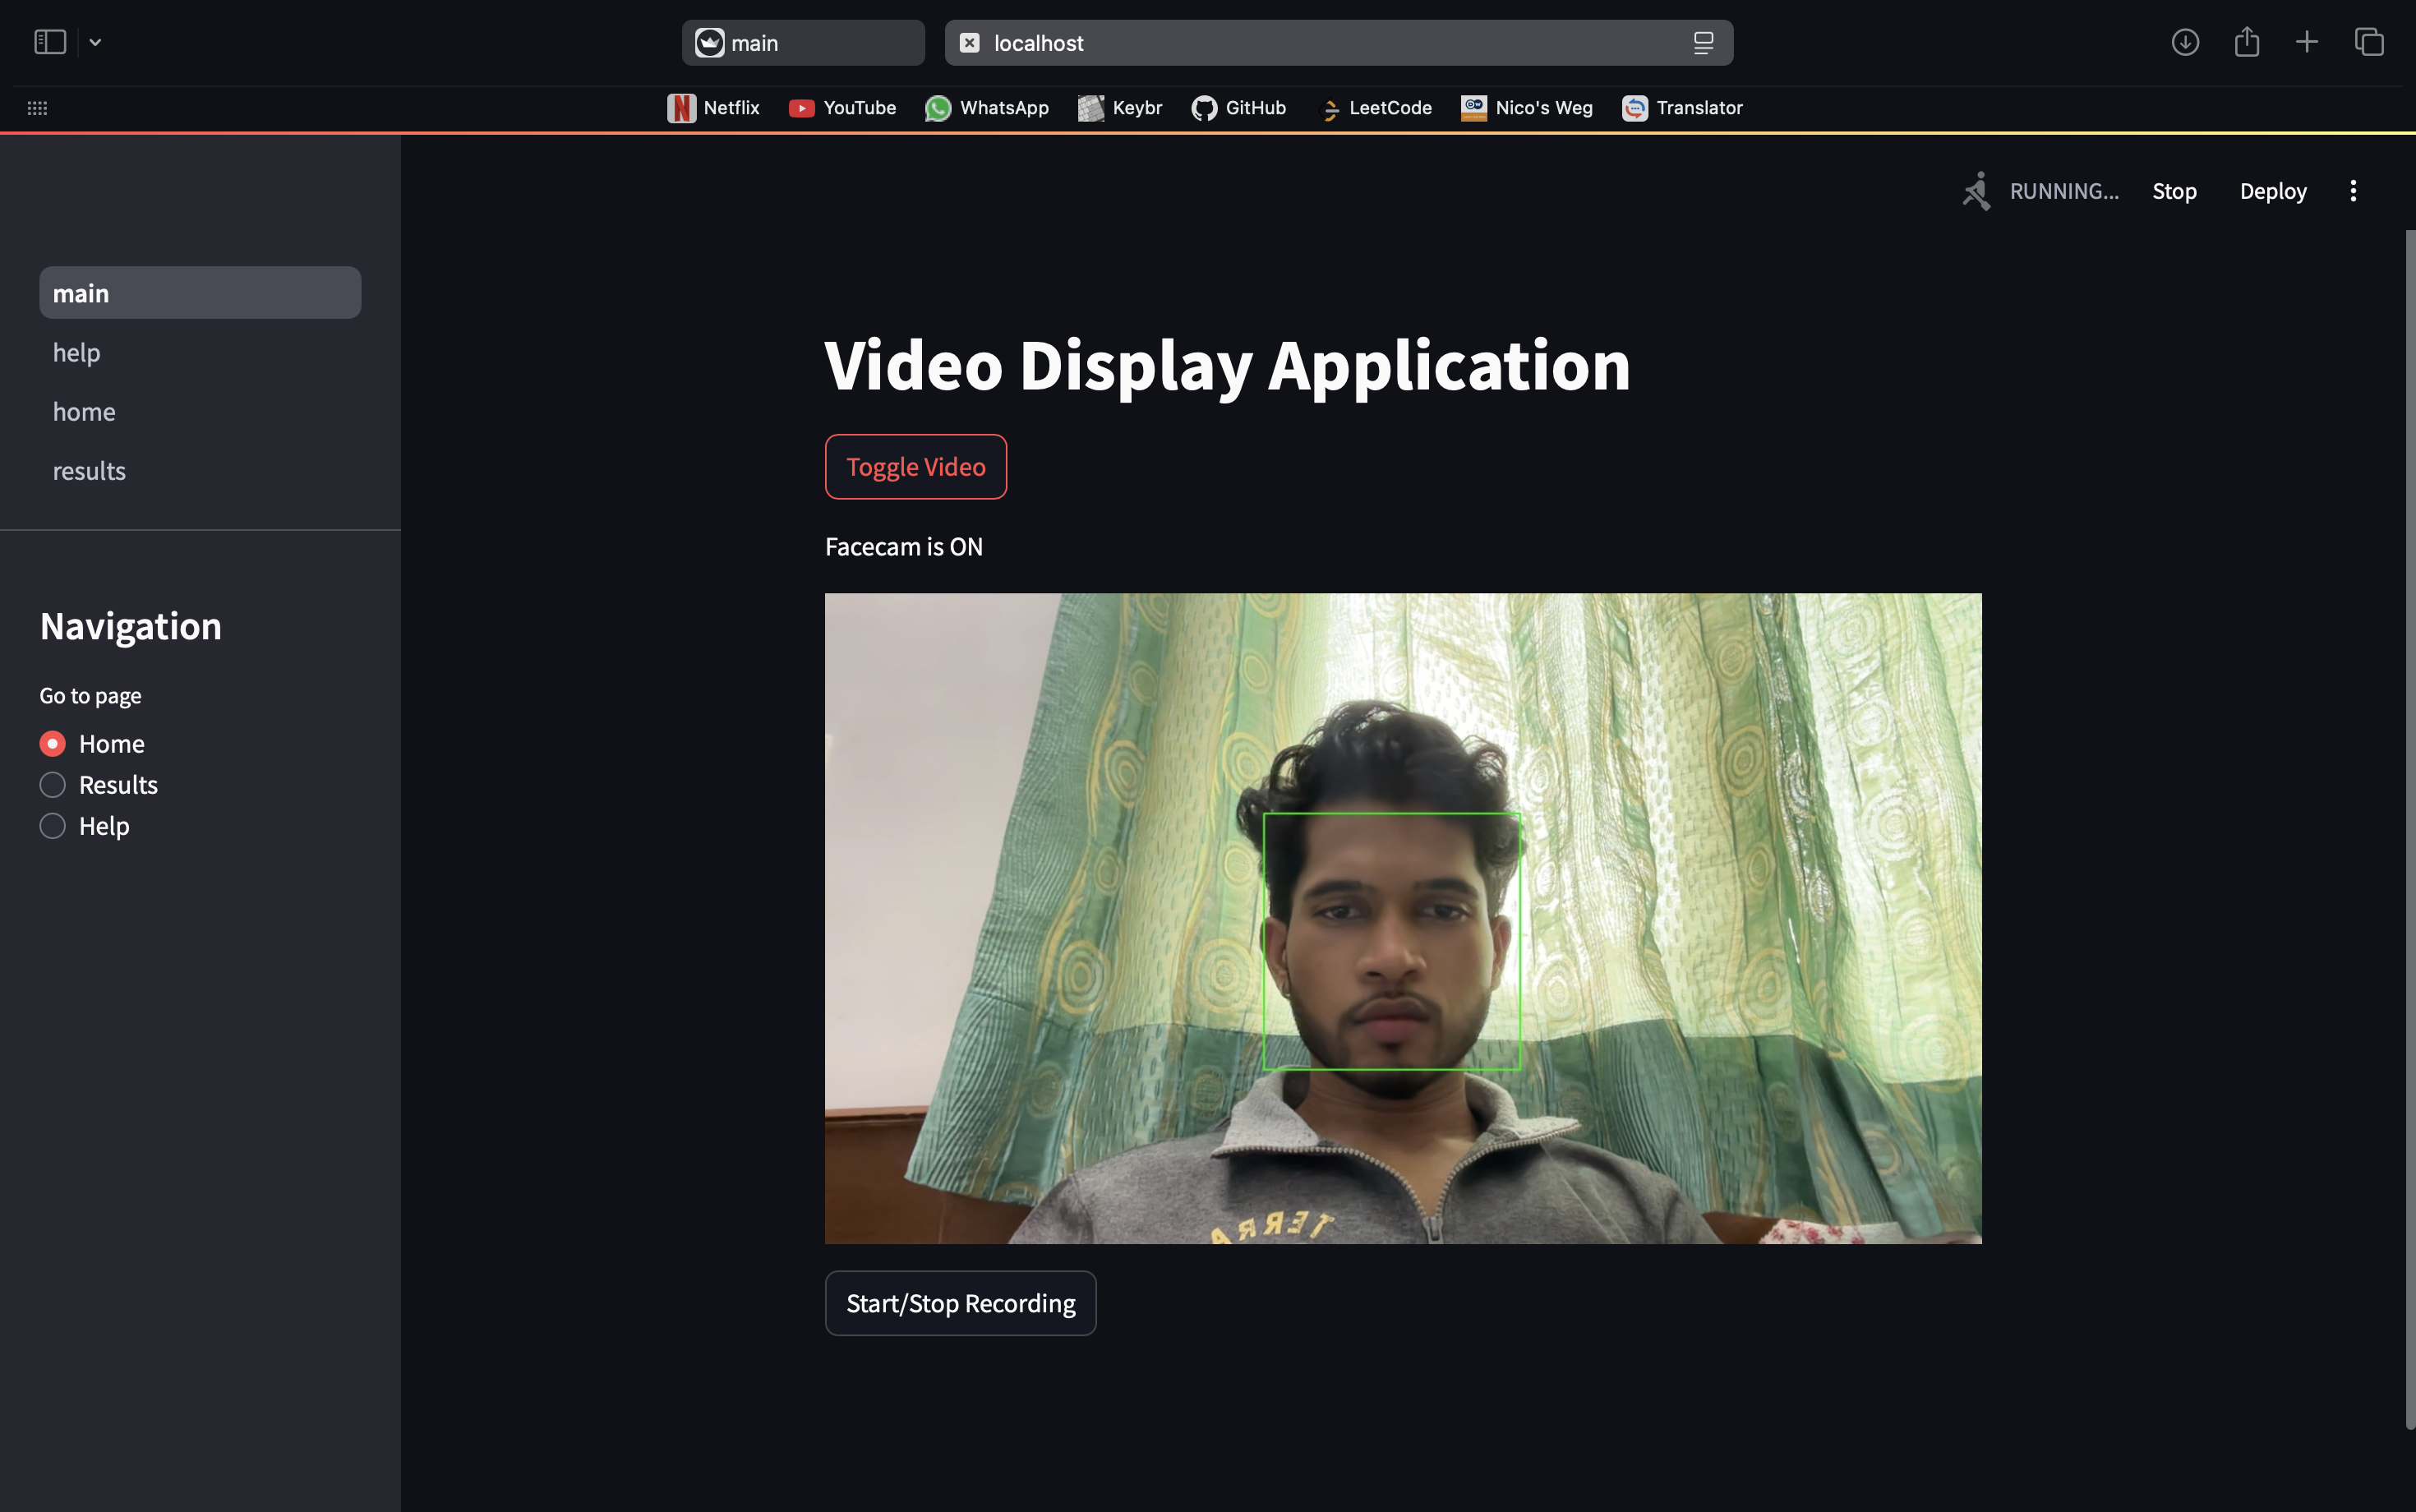 main
localhost
Netflix
YouTube
WhatsApp
Keybr
GitHub
LeetCode
Nico's Weg
Translator
RUNNING...
Stop
Deploy
main
help
home
results
Navigation
Go to page
Home
Results
Help
Video Display Application
Toggle Video
Facecam is ON
TERRA
Start/Stop Recording